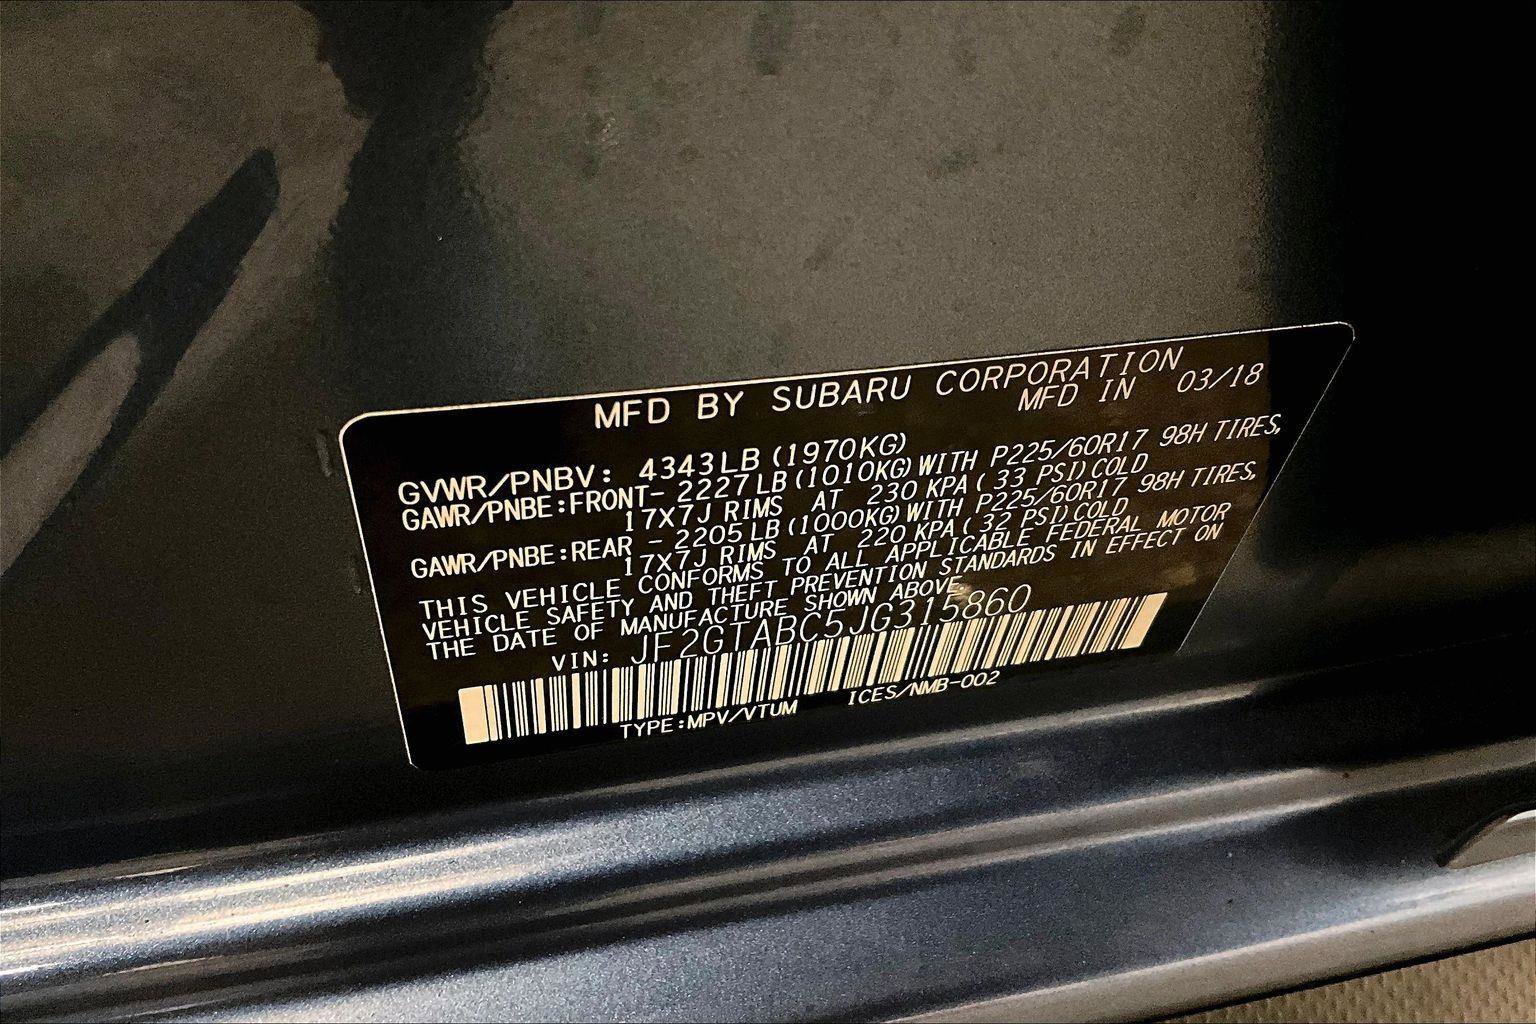 MFD BY SUBARU CORPORATION
MFD IN 03/18
GVWR/PNBV: 4343LB (1970KG)
GAWR/PNBE:FRONT- 2227LB (1010KG) WITH P225/60R17 98H TIRES,
17X7J RIMS AT 230 KPA ( 33 PSI) COLD
GAWR/PNBE:REAR - 2205LB (1000KG) WITH P225/60R17 98H TIRES,
17X7J RIMS AT 220 KPA ( 32 PSI) COLD
THIS VEHICLE CONFORMS TO ALL APPLICABLE FEDERAL MOTOR
VEHICLE SAFETY AND THEFT PREVENTION STANDARDS IN EFFECT ON
THE DATE OF MANUFACTURE SHOWN ABOVE.
VIN: JF2GTABC5JG315860
TYPE:MPV/VTUM ICES/NMB-002